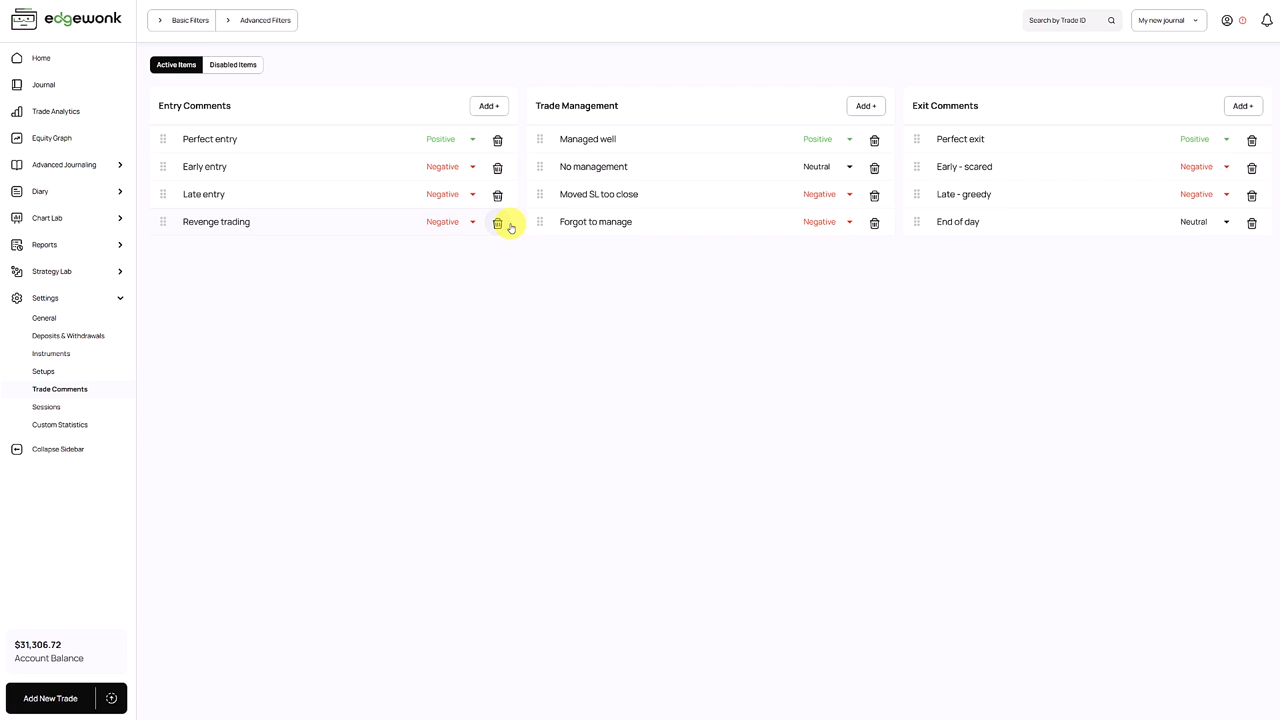 edgewonk
Basic Filters
Advanced Filters
Search by Trade ID
My new journal
Home
Journal
Trade Analytics
Equity Graph
Advanced Journaling
Diary
Chart Lab
Reports
Strategy Lab
Settings
General
Deposits & Withdrawals
Instruments
Setups
Trade Comments
Sessions
Custom Statistics
Collapse Sidebar
$31,306.72
Account Balance
Add New Trade
Active Items
Disabled Items
Entry Comments
Add +
Perfect entry
Positive
Early entry
Negative
Late entry
Negative
Revenge trading
Negative
Trade Management
Add +
Managed well
Positive
No management
Neutral
Moved SL too close
Negative
Forgot to manage
Negative
Exit Comments
Add +
Perfect exit
Positive
Early - scared
Negative
Late - greedy
Negative
End of day
Neutral